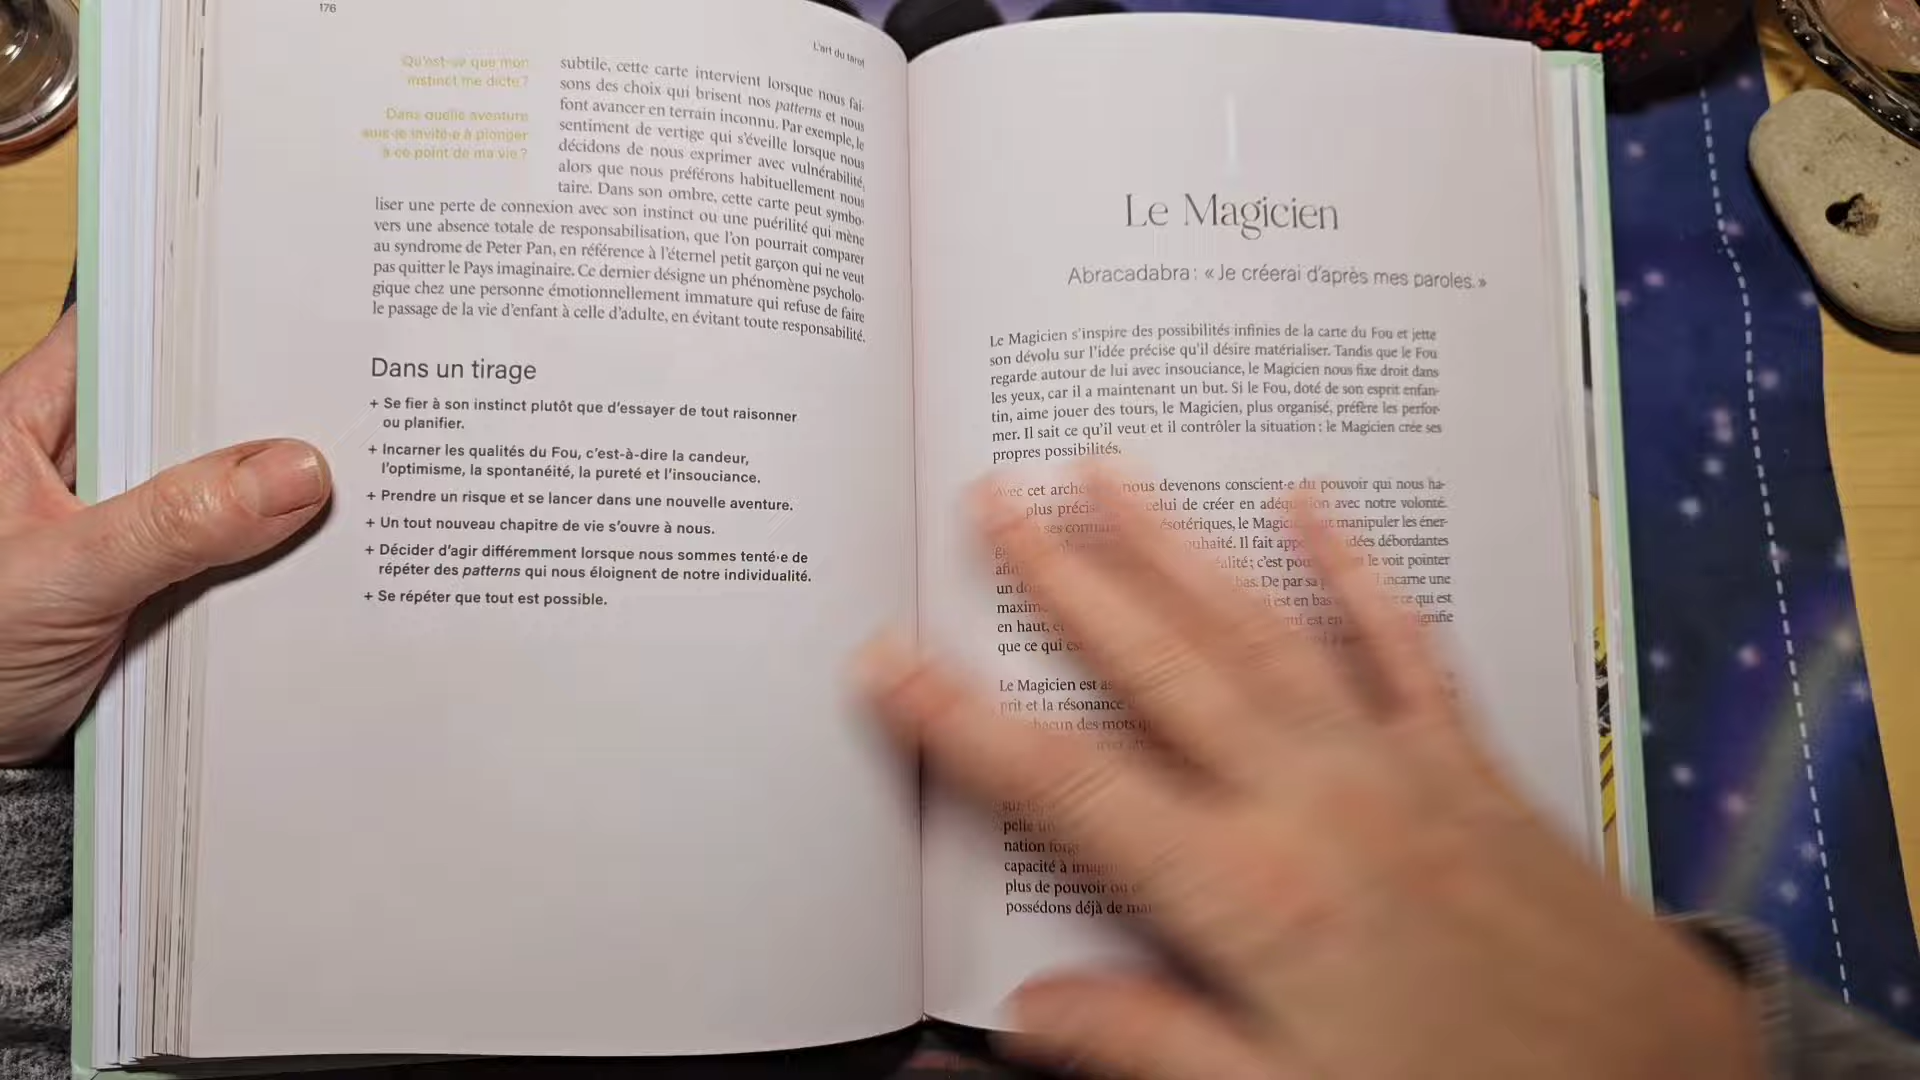 176
L'art du tarot
Qu'est-ce que mon
instinct me dicte ?
Dans quelle aventure
suis-je invité·e à plonger
à ce point de ma vie ?
subtile, cette carte intervient lorsque nous fai-
sons des choix qui brisent nos patterns et nous
font avancer en terrain inconnu. Par exemple, le
sentiment de vertige qui s'éveille lorsque nous
décidons de nous exprimer avec vulnérabilité,
alors que nous préférons habituellement nous
taire. Dans son ombre, cette carte peut symbo-
liser une perte de connexion avec son instinct ou une puérilité qui mène
vers une absence totale de responsabilisation, que l'on pourrait comparer
au syndrome de Peter Pan, en référence à l'éternel petit garçon qui ne veut
pas quitter le Pays imaginaire. Ce dernier désigne un phénomène psycholo-
gique chez une personne émotionnellement immature qui refuse de faire
le passage de la vie d'enfant à celle d'adulte, en évitant toute responsabilité.
Dans un tirage
+ Se fier à son instinct plutôt que d'essayer de tout raisonner
ou planifier.
+ Incarner les qualités du Fou, c'est-à-dire la candeur,
l'optimisme, la spontanéité, la pureté et l'insouciance.
+ Prendre un risque et se lancer dans une nouvelle aventure.
+ Un tout nouveau chapitre de vie s'ouvre à nous.
+ Décider d'agir différemment lorsque nous sommes tenté·e de
répéter des patterns qui nous éloignent de notre individualité.
+ Se répéter que tout est possible.
I
Le Magicien
Abracadabra : « Je créerai d'après mes paroles. »
Le Magicien s'inspire des possibilités infinies de la carte du Fou et jette
son dévolu sur l'idée précise qu'il désire matérialiser. Tandis que le Fou
regarde autour de lui avec insouciance, le Magicien nous fixe droit dans
les yeux, car il a maintenant un but. Si le Fou, doté de son esprit enfan-
tin, aime jouer des tours, le Magicien, plus organisé, préfère les perfor-
mer. Il sait ce qu'il veut et il contrôler la situation : le Magicien crée ses
propres possibilités.
Avec cet nous devenons conscient·e du pouvoir qui nous ha-
plus celui de créer en notre volonté.
ses ésotériques, le manipuler les éner-
Il fait idées débordantes
c'est le voit pointer
un bas. De par sa incarne une
est en bas ce qui est
en haut, qui est en
que ce qui
Le Magicien est
prit et la résonance
chacun des mots
nation
capacité à
plus de pouvoir
possédons déjà de